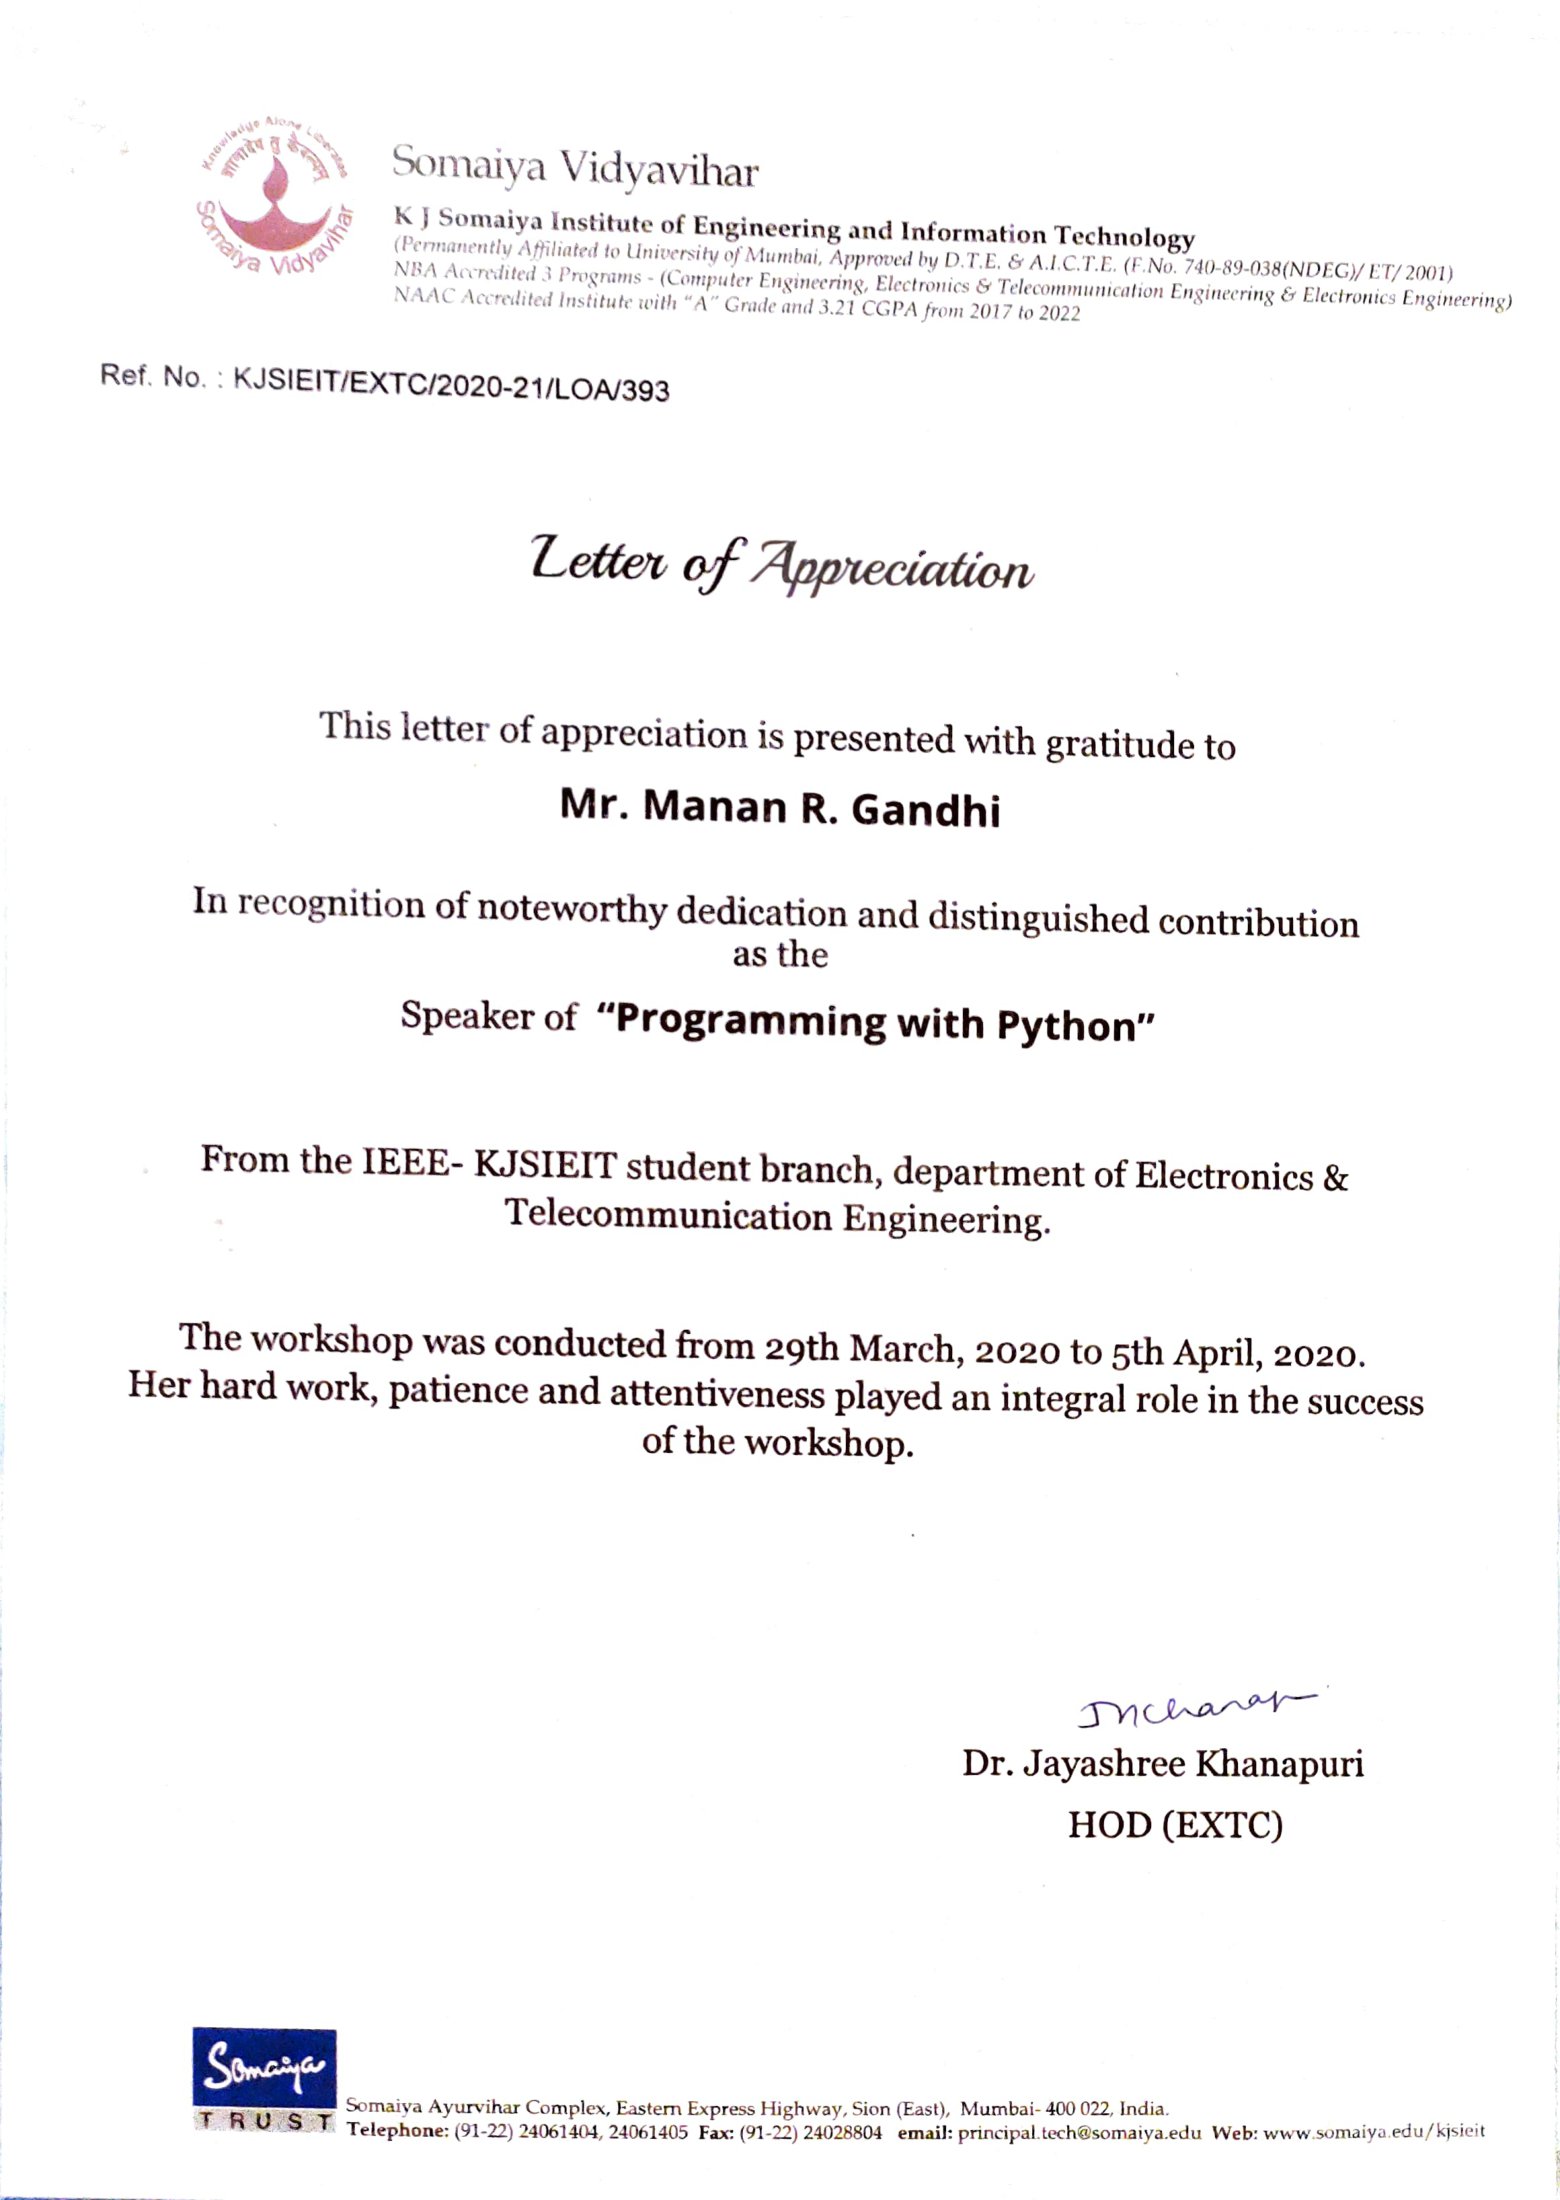 Knowledge Alone Liberates
ज्ञानादेव तु कैवल्यम्
Somaiya Vidyavihar
Somaiya Vidyavihar
K J Somaiya Institute of Engineering and Information Technology
(Permanently Affiliated to University of Mumbai, Approved by D.T.E. & A.I.C.T.E. (F.No. 740-89-038(NDEG)/ ET/ 2001)
NBA Accredited 3 Programs - (Computer Engineering, Electronics & Telecommunication Engineering & Electronics Engineering)
NAAC Accredited Institute with “A” Grade and 3.21 CGPA from 2017 to 2022
Ref. No. : KJSIEIT/EXTC/2020-21/LOA/393
Letter of Appreciation
This letter of appreciation is presented with gratitude to
Mr. Manan R. Gandhi
In recognition of noteworthy dedication and distinguished contribution
as the
Speaker of “Programming with Python”
From the IEEE- KJSIEIT student branch, department of Electronics &
Telecommunication Engineering.
The workshop was conducted from 29th March, 2020 to 5th April, 2020.
Her hard work, patience and attentiveness played an integral role in the success
of the workshop.
Dr. Jayashree Khanapuri
HOD (EXTC)
Somaiya
TRUST
Somaiya Ayurvihar Complex, Eastern Express Highway, Sion (East), Mumbai- 400 022, India.
Telephone: (91-22) 24061404, 24061405 Fax: (91-22) 24028804 email: principal.tech@somaiya.edu Web: www.somaiya.edu/kjsieit